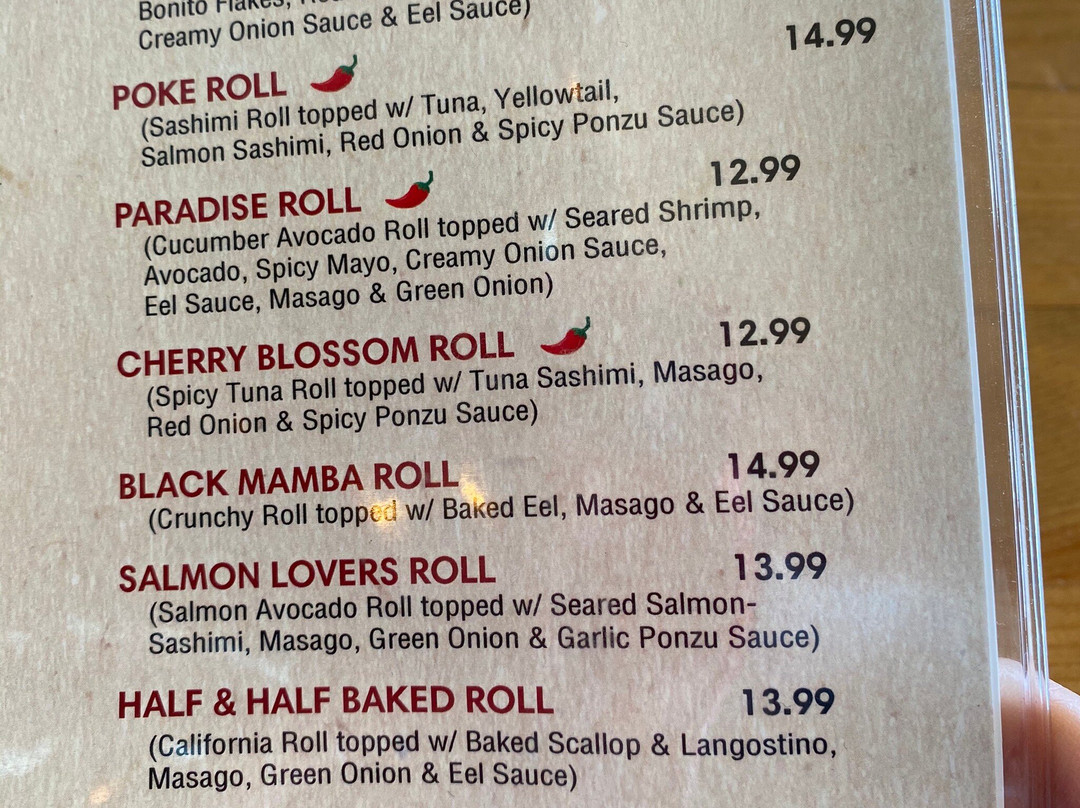 Bonito Flakes,
Creamy Onion Sauce & Eel Sauce)
POKE ROLL 14.99
(Sashimi Roll topped w/ Tuna, Yellowtail,
Salmon Sashimi, Red Onion & Spicy Ponzu Sauce)
PARADISE ROLL 12.99
(Cucumber Avocado Roll topped w/ Seared Shrimp,
Avocado, Spicy Mayo, Creamy Onion Sauce,
Eel Sauce, Masago & Green Onion)
CHERRY BLOSSOM ROLL 12.99
(Spicy Tuna Roll topped w/ Tuna Sashimi, Masago,
Red Onion & Spicy Ponzu Sauce)
BLACK MAMBA ROLL 14.99
(Crunchy Roll topped w/ Baked Eel, Masago & Eel Sauce)
SALMON LOVERS ROLL 13.99
(Salmon Avocado Roll topped w/ Seared Salmon-
Sashimi, Masago, Green Onion & Garlic Ponzu Sauce)
HALF & HALF BAKED ROLL 13.99
(California Roll topped w/ Baked Scallop & Langostino,
Masago, Green Onion & Eel Sauce)